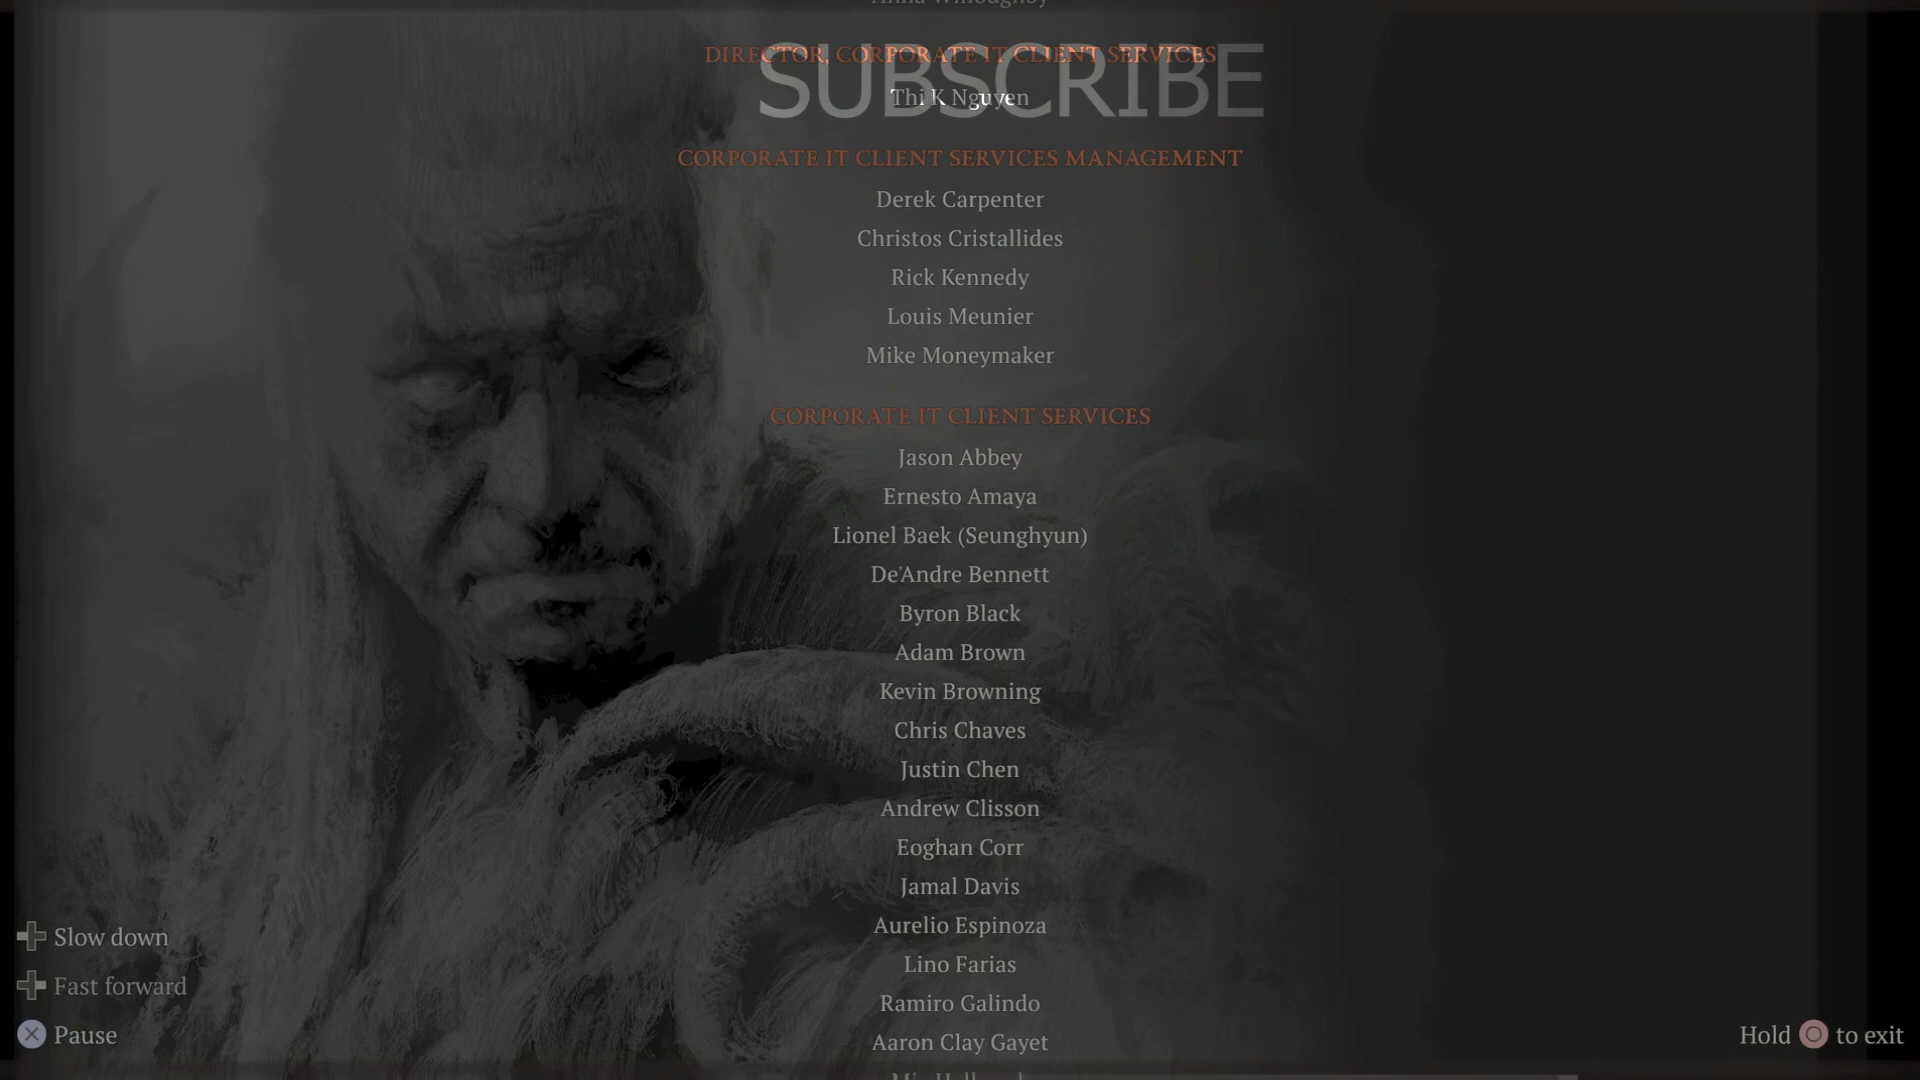 DIRECTOR, CORPORATE IT CLIENT SERVICES
SUBSCRIBE
Thi K Nguyen
CORPORATE IT CLIENT SERVICES MANAGEMENT
Derek Carpenter
Christos Cristallides
Rick Kennedy
Louis Meunier
Mike Moneymaker
CORPORATE IT CLIENT SERVICES
Jason Abbey
Ernesto Amaya
Lionel Baek (Seunghyun)
De'Andre Bennett
Byron Black
Adam Brown
Kevin Browning
Chris Chaves
Justin Chen
Andrew Clisson
Eoghan Corr
Jamal Davis
Aurelio Espinoza
Lino Farias
Ramiro Galindo
Aaron Clay Gayet
Slow down
Fast forward
Pause
Hold to exit